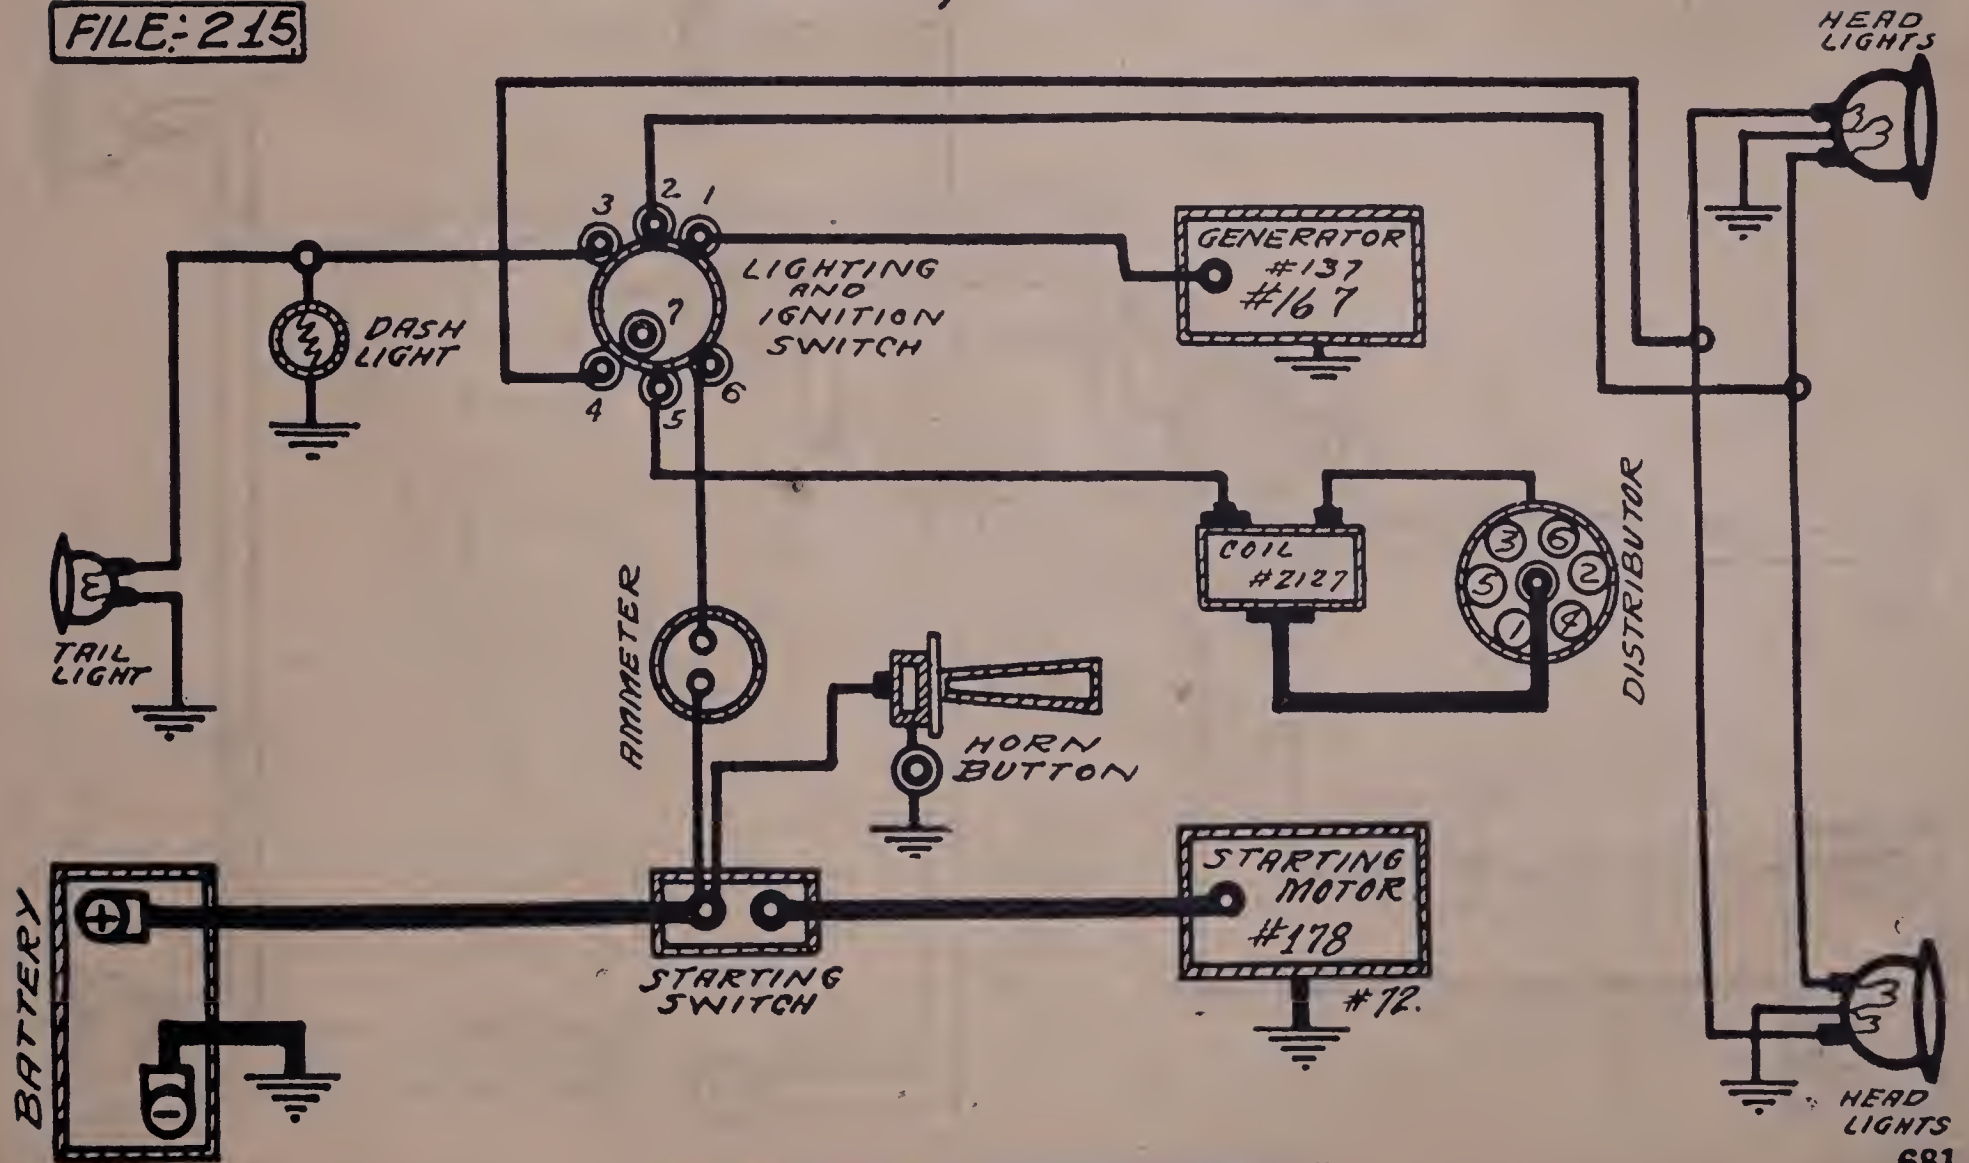 FILE:-215
HEAD
LIGHTS
3
2
1
GENERATOR
#137
#167
LIGHTING
AND
IGNITION
SWITCH
7
DASH
LIGHT
4
5
6
COIL
#2127
3
6
5
2
1
4
DISTRIBUTOR
TAIL
LIGHT
AMMETER
HORN
BUTTON
BATTERY
+
-
STARTING
SWITCH
STARTING
MOTOR
#178
#72.
HEAD
LIGHTS
681